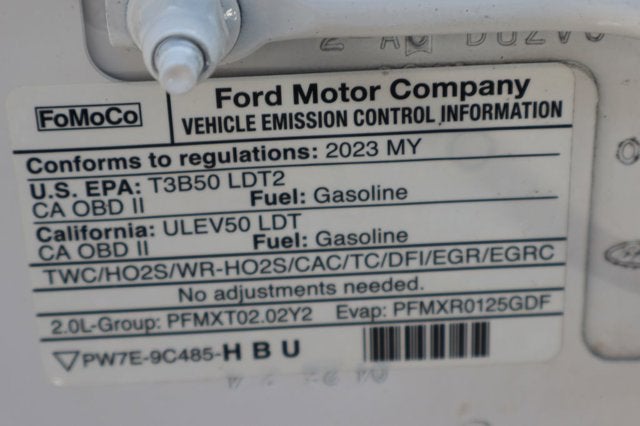 FoMoCo
Ford Motor Company
VEHICLE EMISSION CONTROL INFORMATION
Conforms to regulations: 2023 MY
U.S. EPA: T3B50 LDT2
CA OBD II Fuel: Gasoline
California: ULEV50 LDT
CA OBD II Fuel: Gasoline
TWC/HO2S/WR-HO2S/CAC/TC/DFI/EGR/EGRC
No adjustments needed.
2.0L-Group: PFMXT02.02Y2 Evap: PFMXR0125GDF
PW7E-9C485-HBU